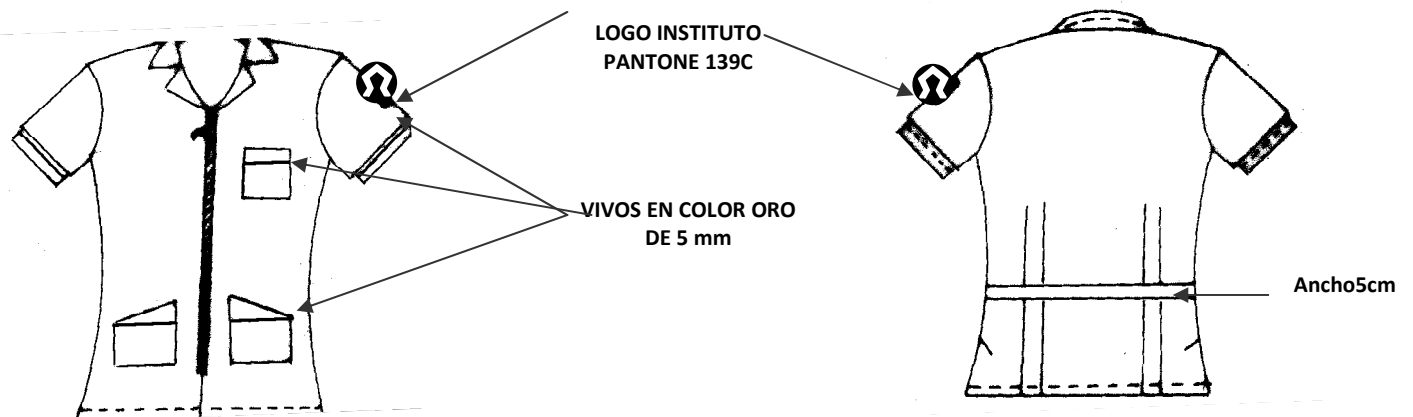 LOGO INSTITUTO
PANTONE 139C
VIVOS EN COLOR ORO
DE 5 mm
Ancho5cm